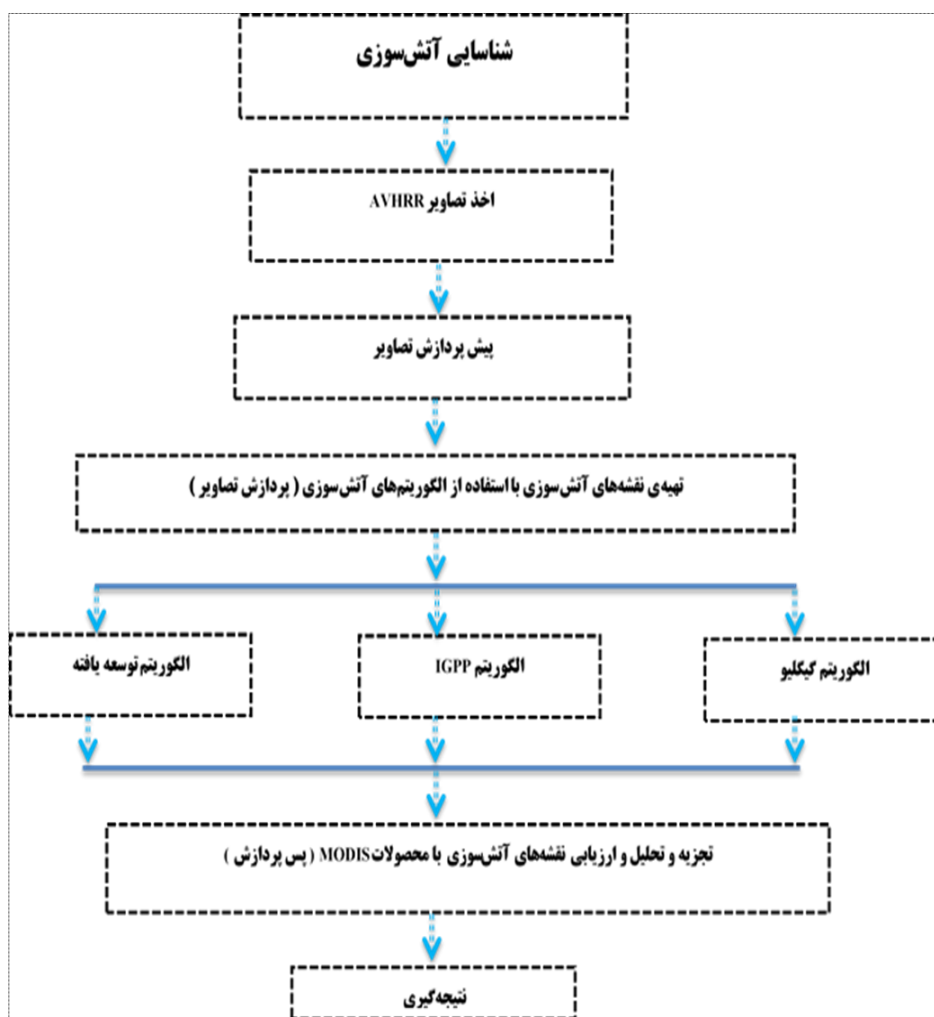 شناسایی آتش‌سوزی
اخذ تصاویر AVHRR
پیش پردازش تصاویر
تهیه‌ی نقشه‌های آتش‌سوزی با استفاده از الگوریتم‌های آتش‌سوزی ( پردازش تصاویر )
الگوریتم گیگلیو
الگوریتم IGPP
الگوریتم توسعه یافته
تجزیه و تحلیل و ارزیابی نقشه‌های آتش‌سوزی با محصولات MODIS ( پس پردازش )
نتیجه‌گیری